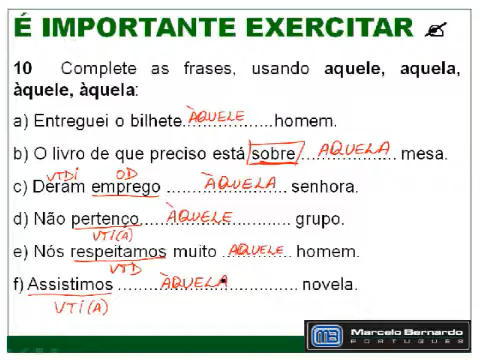 É IMPORTANTE EXERCITAR
10 Complete as frases, usando aquele, aquela,
àquele, àquela:
a) Entreguei o bilhete ÀQUELE homem.
b) O livro de que preciso está sobre AQUELA mesa.
VTDI OD
c) Deram emprego ÀQUELA senhora.
d) Não pertenço ÀQUELE grupo.
VTI(A)
e) Nós respeitamos muito AQUELE homem.
VTD
f) Assistimos ÀQUELA novela.
VTI(A)
MB Marcelo Bernardo
PORTUGUÊS